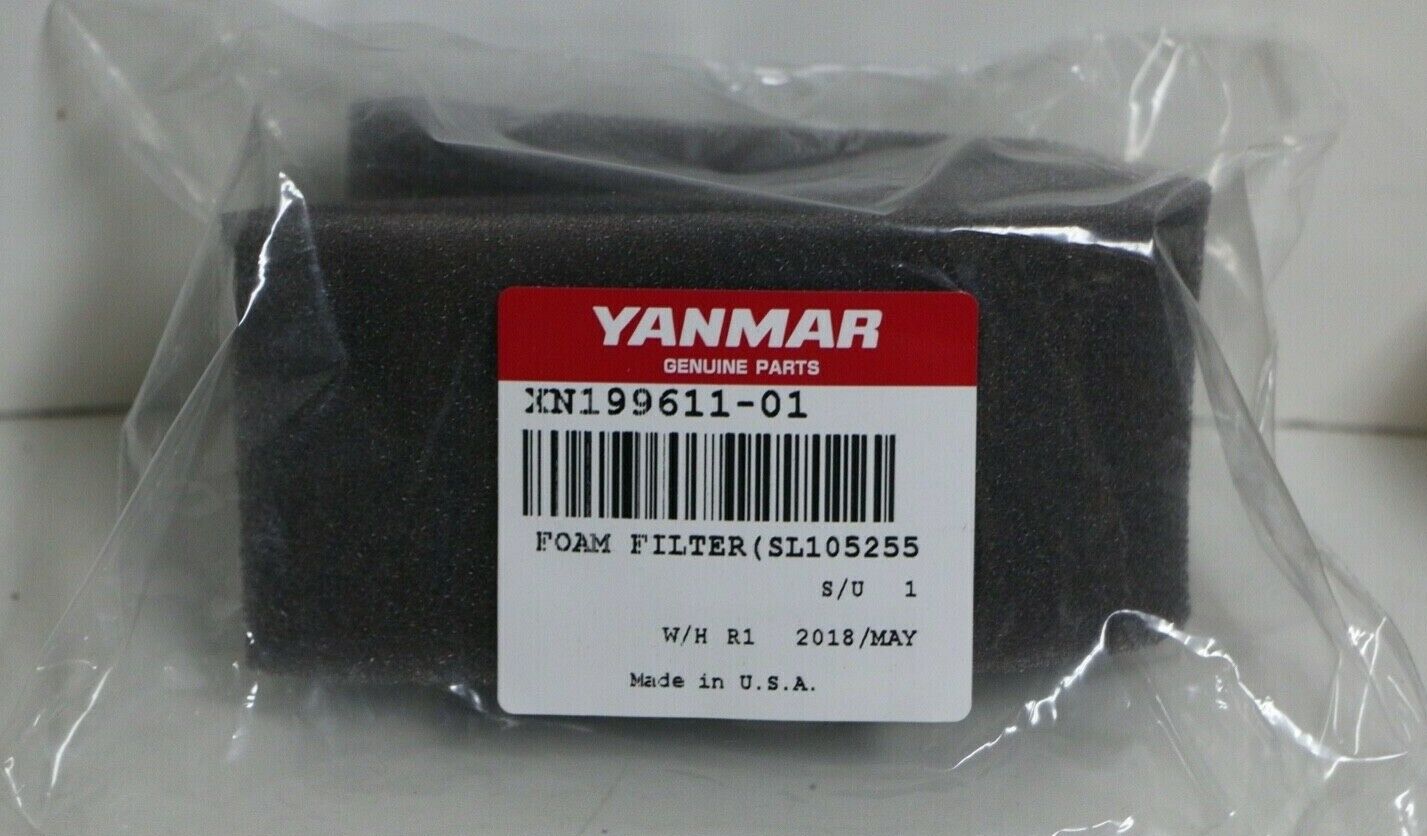 YANMAR
GENUINE PARTS
XN199611-01
FOAM FILTER(SL105255
S/U 1
W/H R1 2018/MAY
Made in U.S.A.